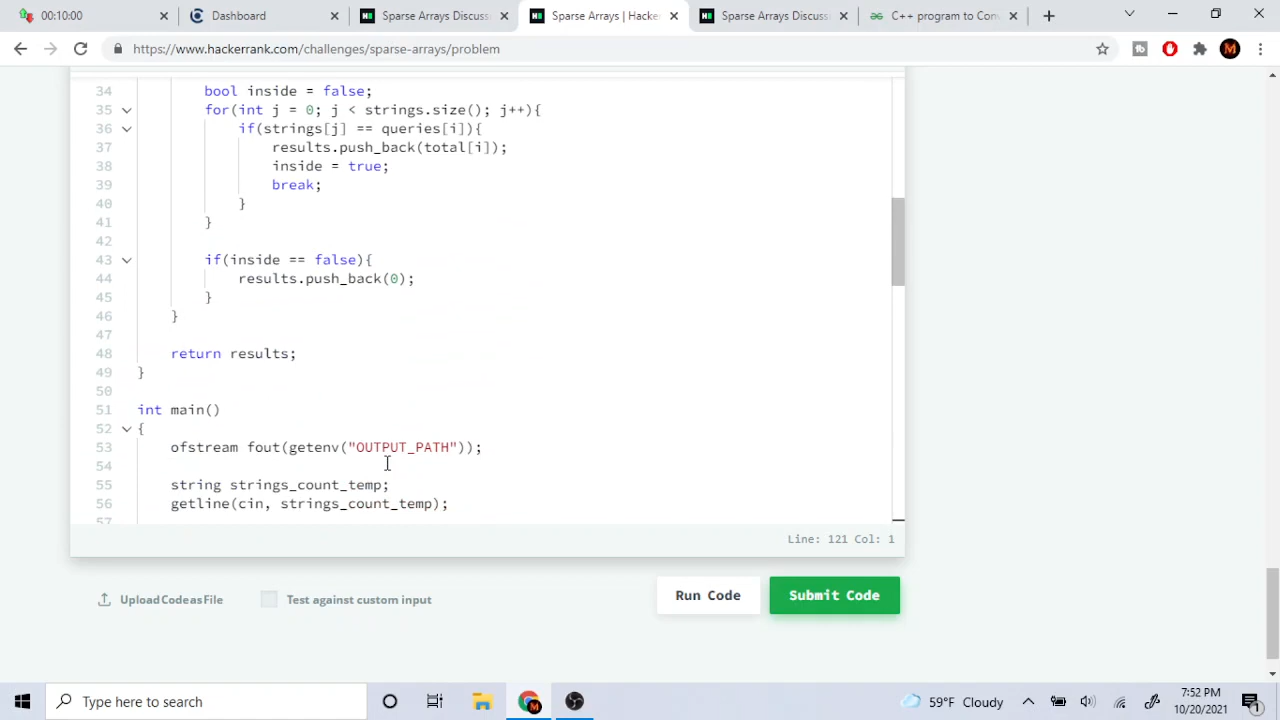 00:10:00
Dashboard
Sparse Arrays Discuss
Sparse Arrays | Hacke
Sparse Arrays Discus
C++ program to Con
https://www.hackerrank.com/challenges/sparse-arrays/problem
34 bool inside = false;
35 for(int j = 0; j < strings.size(); j++){
36 if(strings[j] == queries[i]){
37 results.push_back(total[i]);
38 inside = true;
39 break;
40 }
41 }
42
43 if(inside == false){
44 results.push_back(0);
45 }
46 }
47
48 return results;
49 }
50
51 int main()
52 {
53 ofstream fout(getenv("OUTPUT_PATH"));
54
55 string strings_count_temp;
56 getline(cin, strings_count_temp);
57
Line: 121 Col: 1
Upload Code as File
Test against custom input
Run Code
Submit Code
Type here to search
59°F Cloudy
7:52 PM
10/20/2021